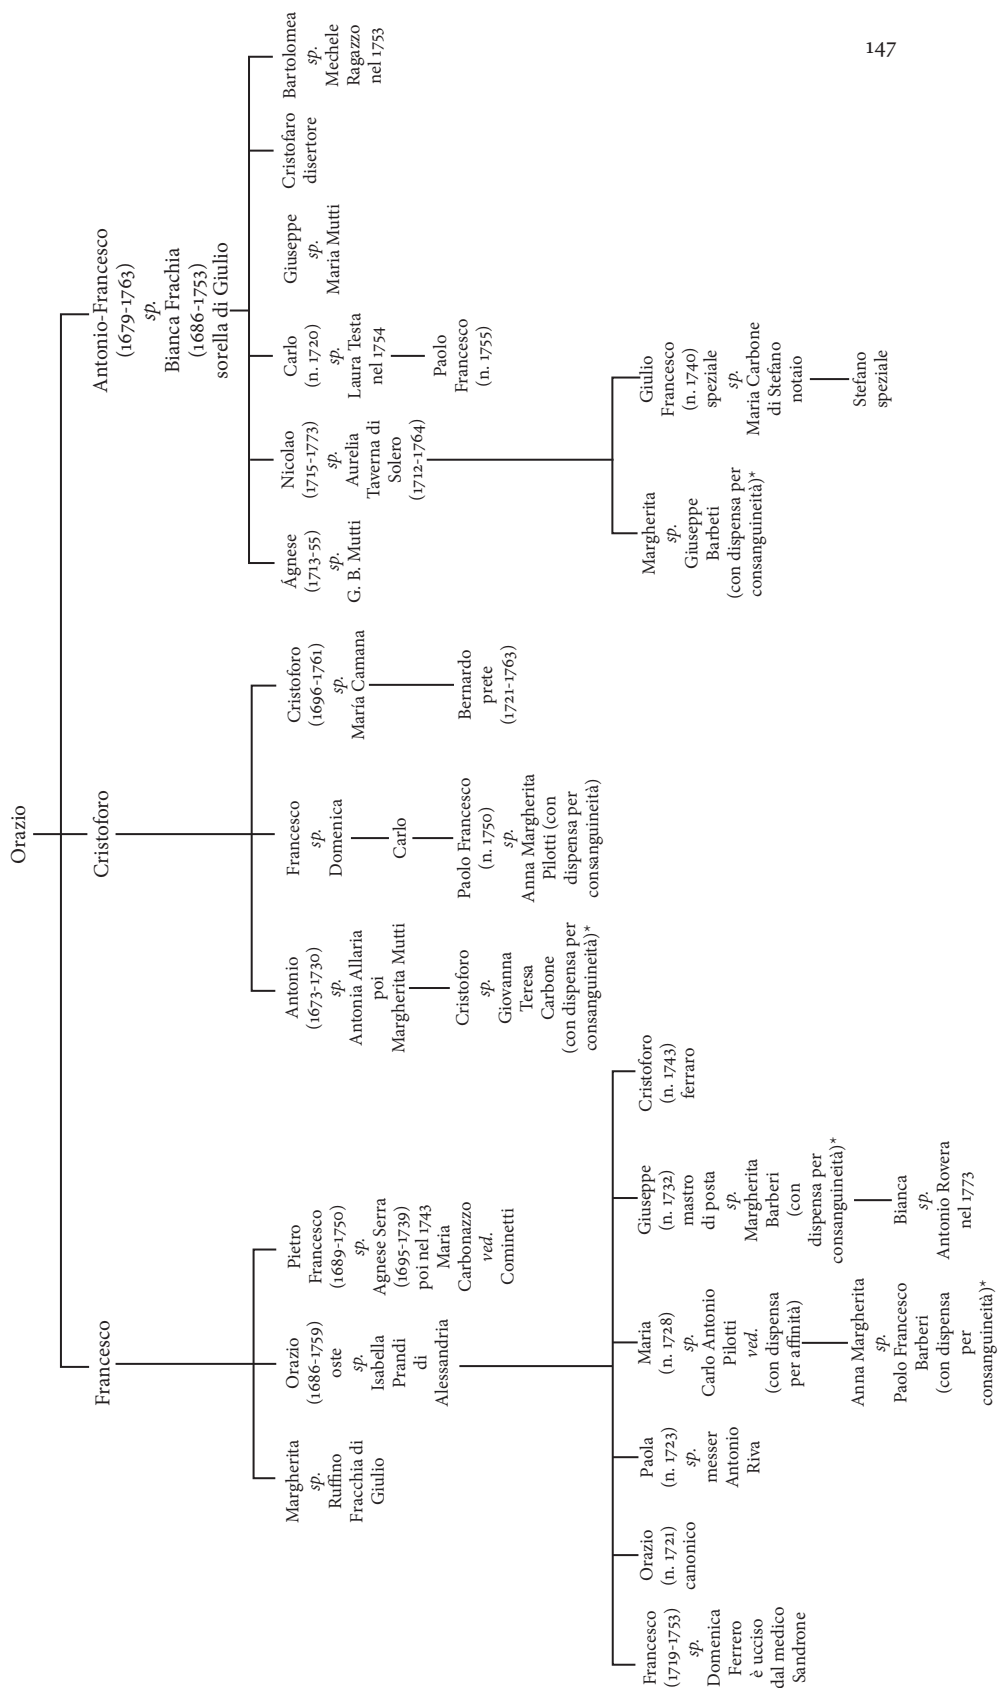 147
Orazio
Francesco
Cristoforo
Antonio-Francesco
(1679-1763)
sp.
Bianca Frachia
(1686-1753)
sorella di Giulio
Margherita
sp.
Ruffino
Fracchia di
Giulio
Orazio
(1686-1759)
oste
sp.
Isabella
Prandi
di
Alessandria
Pietro
Francesco
(1689-1750)
sp.
Agnese Serra
(1695-1739)
poi nel 1743
Maria
Carbonazzo
ved.
Cominetti
Antonio
(1673-1730)
sp.
Antonia Allaria
poi
Margherita Mutti
Francesco
sp.
Domenica
Cristoforo
(1696-1761)
sp.
María Camana
Ágnese
(1713-55)
sp.
G. B. Mutti
Nicolao
(1715-1773)
sp.
Aurelia
Taverna di
Solero
(1712-1764)
Carlo
(n. 1720)
sp.
Laura Testa
nel 1754
Giuseppe
sp.
Maria Mutti
Cristofaro
disertore
Bartolomea
sp.
Mechele
Ragazzo
nel 1753
Cristoforo
sp.
Giovanna
Teresa
Carbone
(con dispensa per
consanguineità)*
Carlo
Paolo Francesco
(n. 1750)
sp.
Anna Margherita
Pilotti (con
dispensa per
consanguineità)
Bernardo
prete
(1721-1763)
Paolo
Francesco
(n. 1755)
Francesco
(1719-1753)
sp.
Domenica
Ferrero
è ucciso
dal medico
Sandrone
Orazio
(n. 1721)
canonico
Paola
(n. 1723)
sp.
messer
Antonio
Riva
Maria
(n. 1728)
sp.
Carlo Antonio
Pilotti
ved.
(con dispensa
per affinità)
Anna Margherita
sp.
Paolo Francesco
Barberi
(con dispensa
per
consanguineità)*
Giuseppe
(n. 1732)
mastro
di posta
sp.
Margherita
Barberi
(con
dispensa per
consanguineità)*
Bianca
sp.
Antonio Rovera
nel 1773
Cristoforo
(n. 1743)
ferraro
Margherita
sp.
Giuseppe
Barbeti
(con dispensa per
consanguineità)*
Giulio
Francesco
(n. 1740)
speziale
sp.
Maria Carbone
di Stefano
notaio
Stefano
speziale